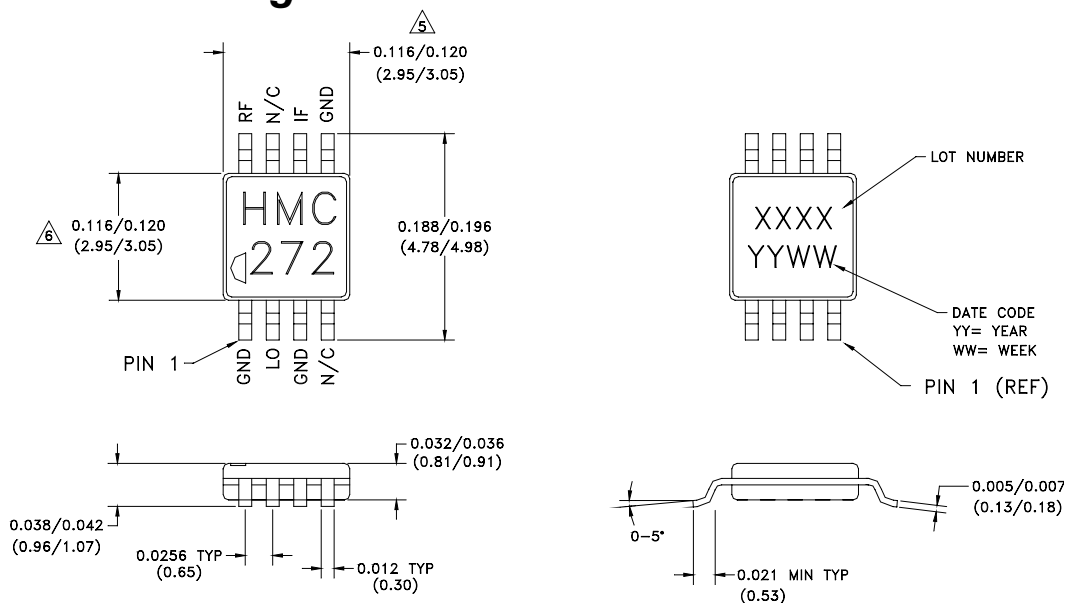 5
0.116/0.120
(2.95/3.05)
RF
N/C
IF
GND
HMC
272
6
0.116/0.120
(2.95/3.05)
0.188/0.196
(4.78/4.98)
PIN 1
GND
LO
GND
N/C
LOT NUMBER
XXXX
YYWW
DATE CODE
YY= YEAR
WW= WEEK
PIN 1 (REF)
0.032/0.036
(0.81/0.91)
0.038/0.042
(0.96/1.07)
0.0256 TYP
(0.65)
0.012 TYP
(0.30)
0.005/0.007
(0.13/0.18)
0-5°
0.021 MIN TYP
(0.53)